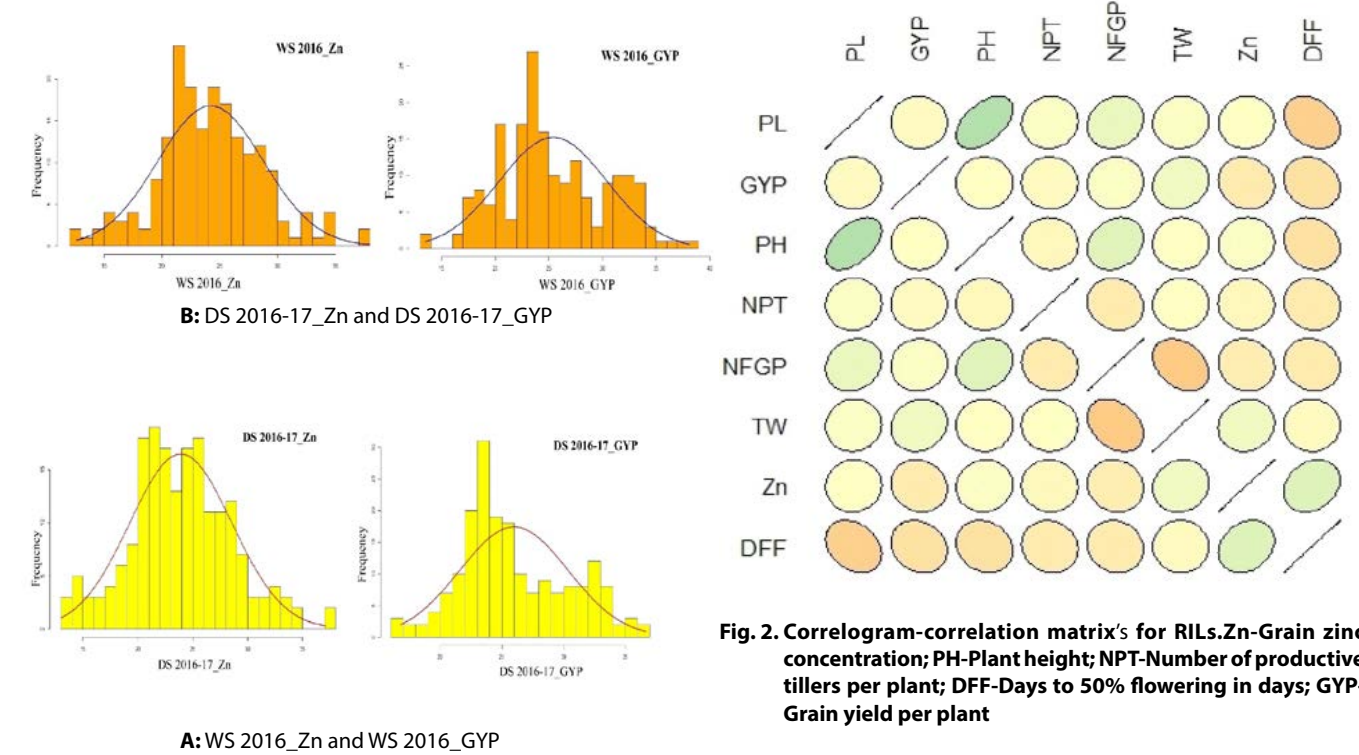 WS 2016_Zn
Frequency
WS 2016_Zn
WS 2016_GYP
Frequency
WS 2016_GYP
B: DS 2016-17_Zn and DS 2016-17_GYP
DS 2016-17_Zn
Frequency
DS 2016-17_Zn
DS 2016-17_GYP
Frequency
DS 2016-17_GYP
A: WS 2016_Zn and WS 2016_GYP
PL GYP PH NPT NFGP TW Zn DFF
PL
GYP
PH
NPT
NFGP
TW
Zn
DFF
Fig. 2. Correlogram-correlation matrix's for RILs.Zn-Grain zinc
concentration; PH-Plant height; NPT-Number of productive
tillers per plant; DFF-Days to 50% flowering in days; GYP-
Grain yield per plant